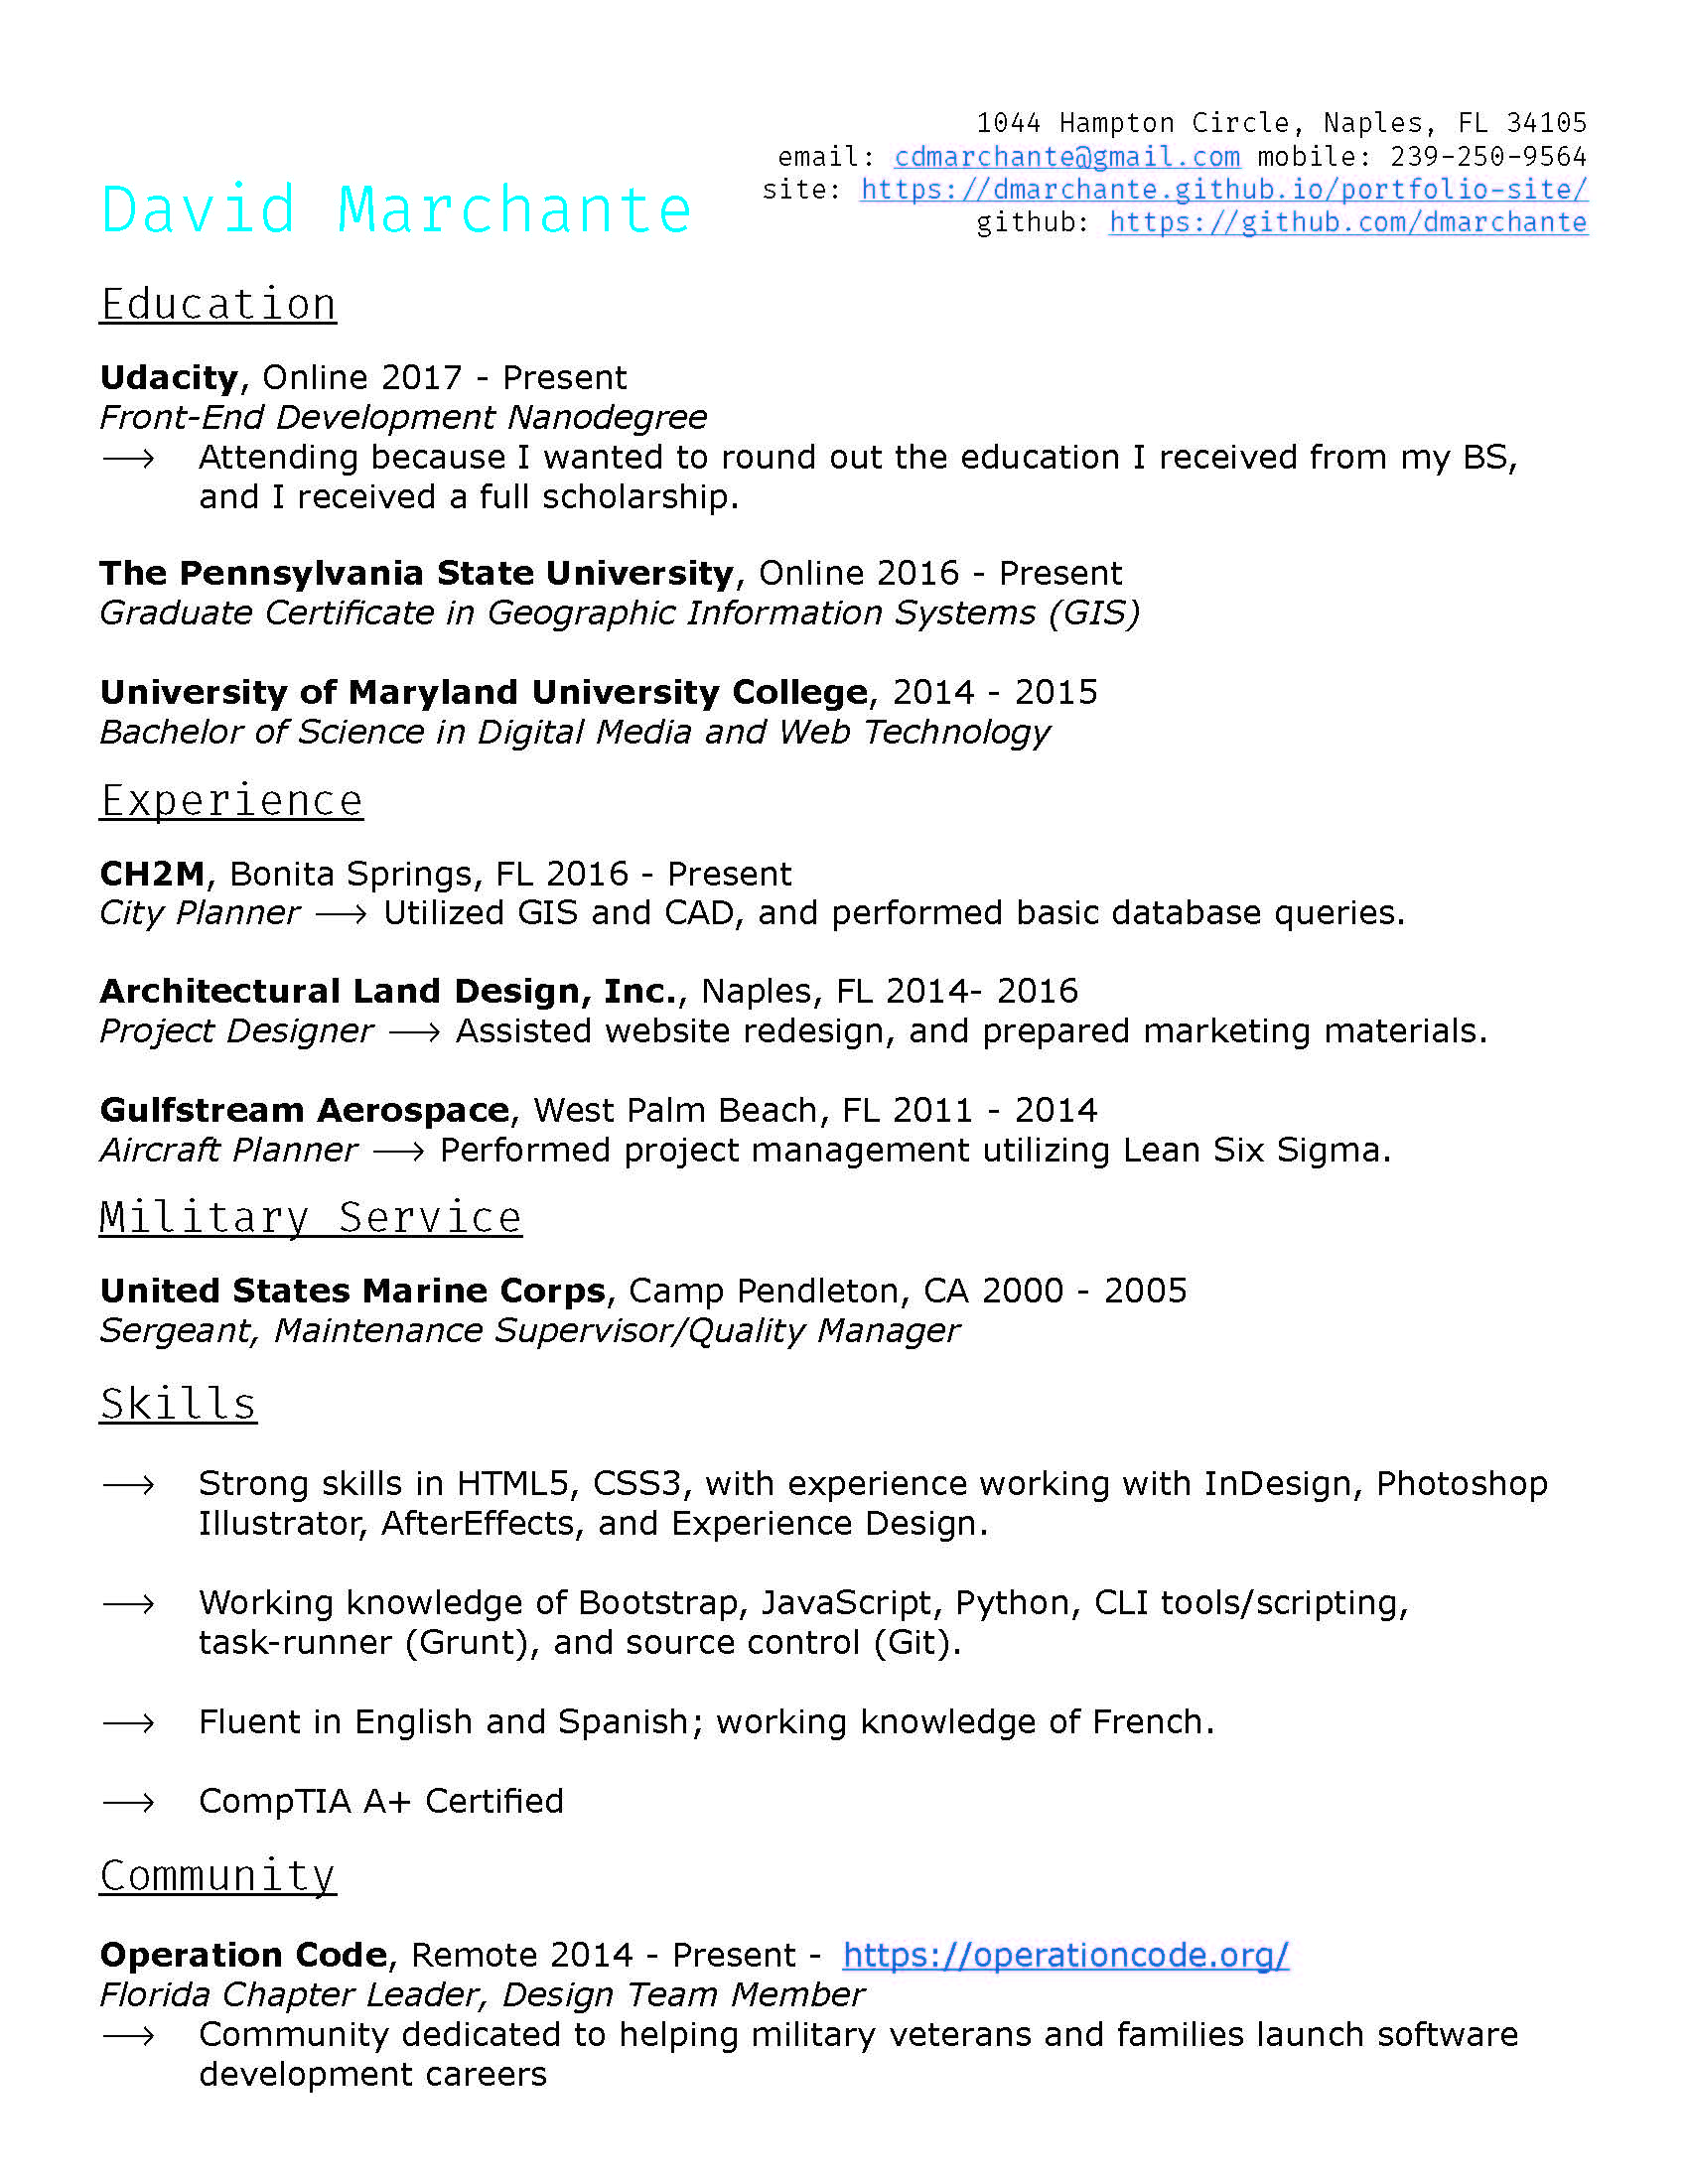 1044 Hampton Circle, Naples, FL 34105
email: cdmarchante@gmail.com mobile: 239-250-9564
site: https://dmarchante.github.io/portfolio-site/
github: https://github.com/dmarchante
David Marchante
Education
Udacity, Online 2017 - Present
Front-End Development Nanodegree
⟶ Attending because I wanted to round out the education I received from my BS,
and I received a full scholarship.
The Pennsylvania State University, Online 2016 - Present
Graduate Certificate in Geographic Information Systems (GIS)
University of Maryland University College, 2014 - 2015
Bachelor of Science in Digital Media and Web Technology
Experience
CH2M, Bonita Springs, FL 2016 - Present
City Planner ⟶ Utilized GIS and CAD, and performed basic database queries.
Architectural Land Design, Inc., Naples, FL 2014- 2016
Project Designer ⟶ Assisted website redesign, and prepared marketing materials.
Gulfstream Aerospace, West Palm Beach, FL 2011 - 2014
Aircraft Planner ⟶ Performed project management utilizing Lean Six Sigma.
Military Service
United States Marine Corps, Camp Pendleton, CA 2000 - 2005
Sergeant, Maintenance Supervisor/Quality Manager
Skills
⟶ Strong skills in HTML5, CSS3, with experience working with InDesign, Photoshop
Illustrator, AfterEffects, and Experience Design.
⟶ Working knowledge of Bootstrap, JavaScript, Python, CLI tools/scripting,
task-runner (Grunt), and source control (Git).
⟶ Fluent in English and Spanish; working knowledge of French.
⟶ CompTIA A+ Certified
Community
Operation Code, Remote 2014 - Present - https://operationcode.org/
Florida Chapter Leader, Design Team Member
⟶ Community dedicated to helping military veterans and families launch software
development careers